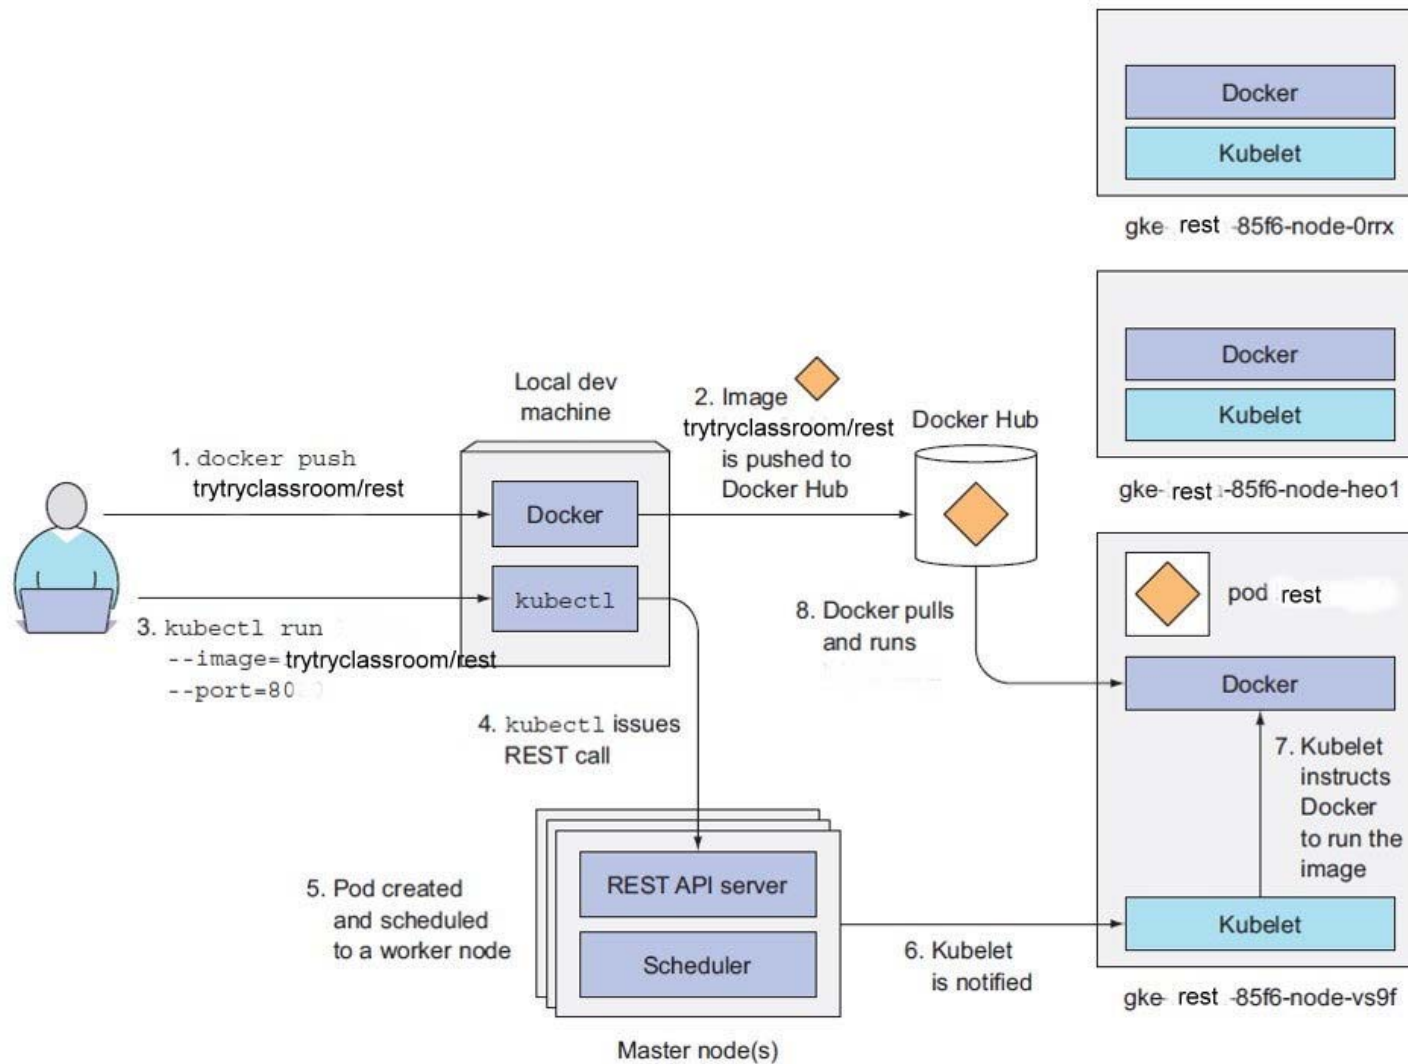 Docker
Kubelet
gke- rest -85f6-node-0rrx
Docker
Kubelet
gke- rest -85f6-node-heo1
Local dev
machine
1. docker push
trytryclassroom/rest
2. Image
trytryclassroom/rest
is pushed to
Docker Hub
Docker Hub
Docker
kubectl
3. kubectl run
--image= trytryclassroom/rest
--port=80
4. kubectl issues
REST call
8. Docker pulls
and runs
pod rest
Docker
7. Kubelet
instructs
Docker
to run the
image
Kubelet
gke- rest -85f6-node-vs9f
5. Pod created
and scheduled
to a worker node
REST API server
Scheduler
Master node(s)
6. Kubelet
is notified